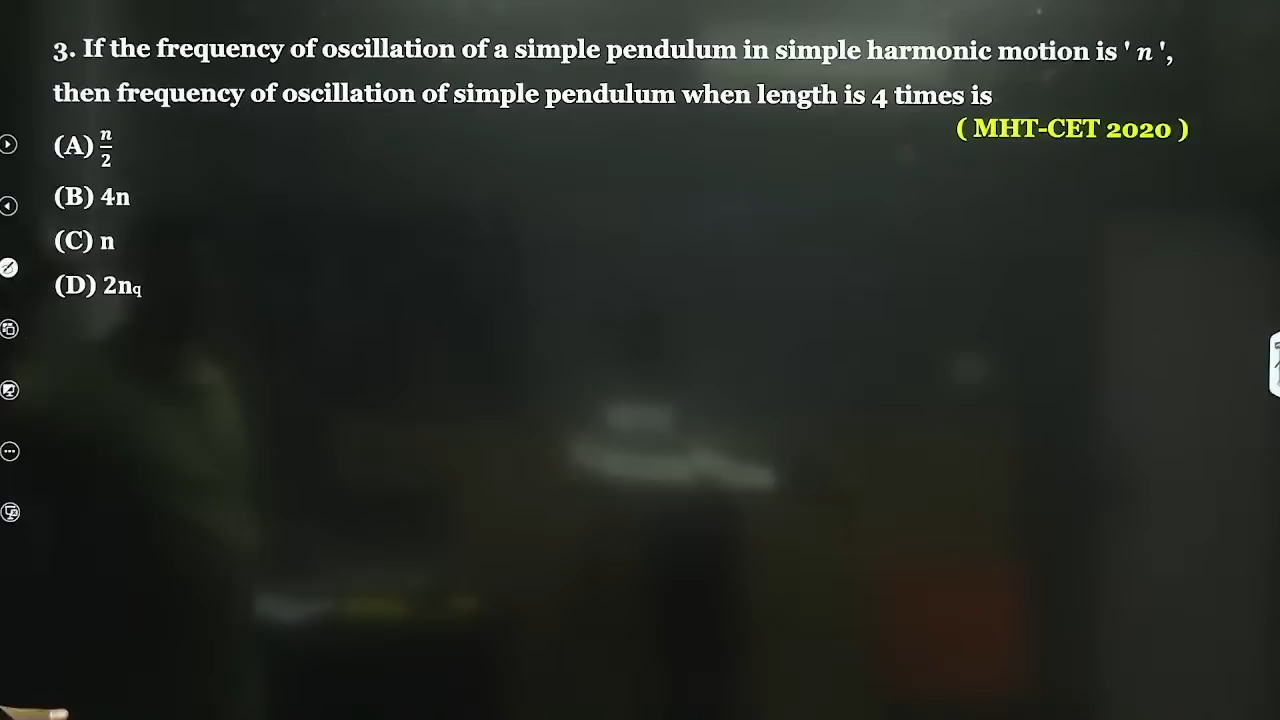 3. If the frequency of oscillation of a simple pendulum in simple harmonic motion is ' n ',
then frequency of oscillation of simple pendulum when length is 4 times is
( MHT-CET 2020 )
(A) n/2
(B) 4n
(C) n
(D) 2nq